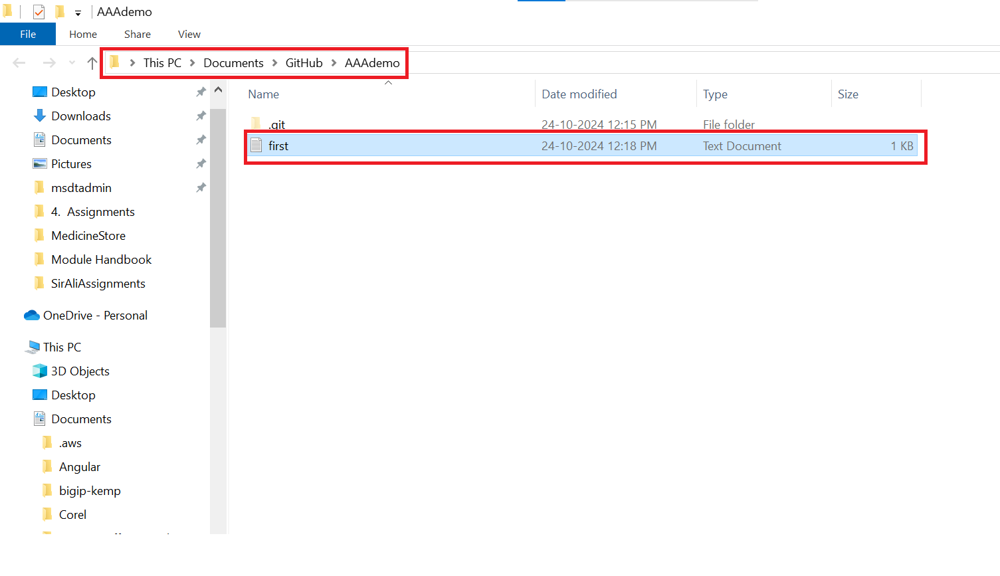 AAAdemo
File Home Share View
This PC Documents GitHub AAAdemo
Name Date modified Type Size
.git 24-10-2024 12:15 PM File folder
first 24-10-2024 12:18 PM Text Document 1 KB
Desktop
Downloads
Documents
Pictures
msdtadmin
4. Assignments
MedicineStore
Module Handbook
SirAliAssignments
OneDrive - Personal
This PC
3D Objects
Desktop
Documents
.aws
Angular
bigip-kemp
Corel